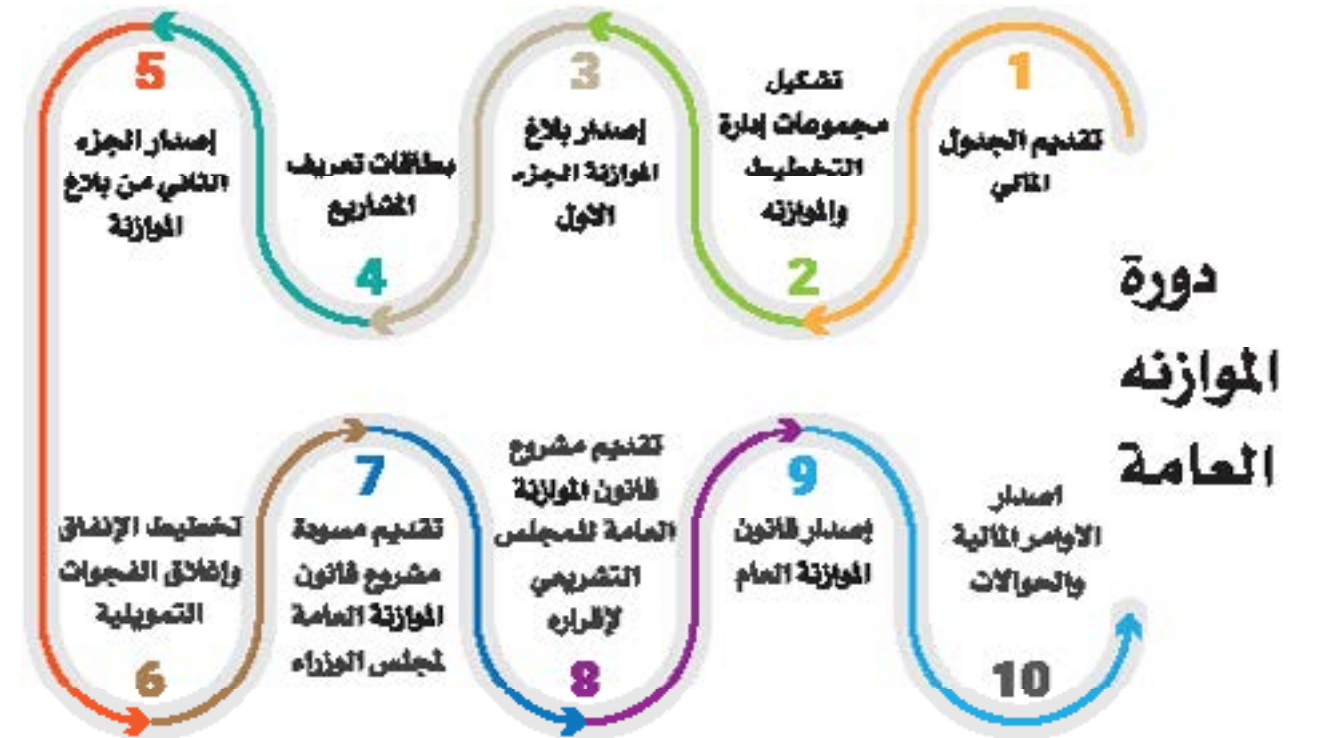 دورة
الموازنه
العامة
1
تقديم الجدول
المالي
تشكيل
مجموعات إدارة
التخطيط
والموازنه
2
3
إصدار بلاغ
الموازنة الجزء
الاول
بطاقات تعريف
المشاريع
4
5
إصدار الجزء
الثاني من بلاغ
الموازنة
تخطيط الإنفاق
وإغلاق الفجوات
التمويلية
6
7
تقديم مسودة
مشروع قانون
الموازنة العامة
لمجلس الوزراء
تقديم مشروع
قانون الموازنة
العامة للمجلس
التشريعي
لإقراره
8
9
إصدار قانون
الموازنة العام
اصدار
الاوامر المالية
والحوالات
10